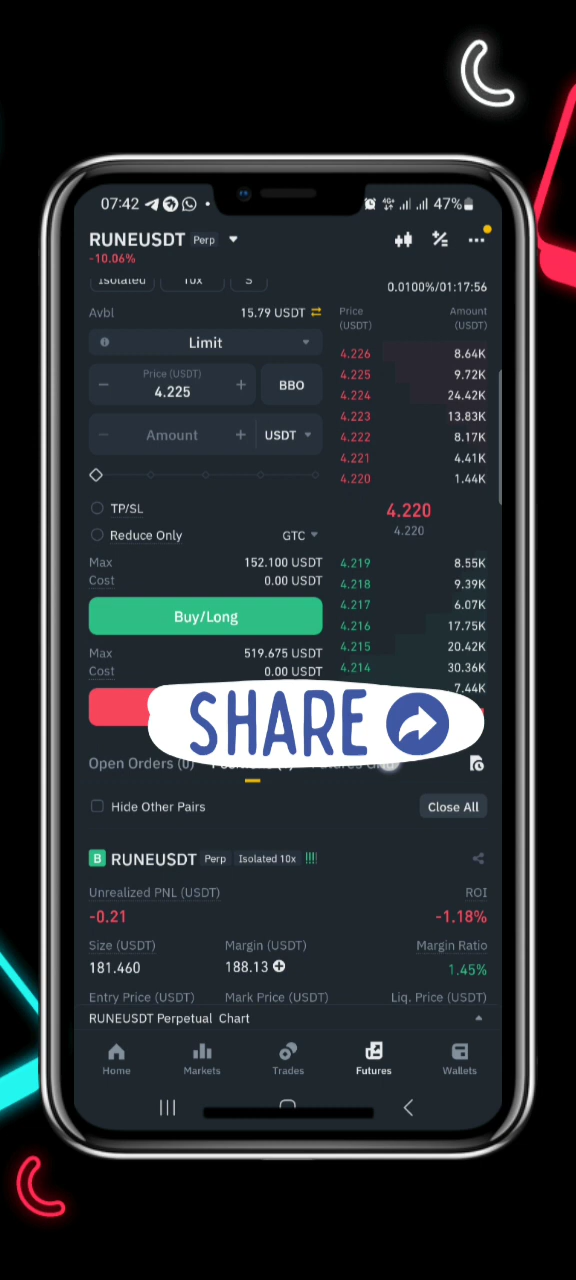 07:42
47%
RUNEUSDT Perp
-10.06%
Isolated 10x S
0.0100%/01:17:56
Avbl 15.79 USDT
Price (USDT) Amount (USDT)
Limit
Price (USDT)
4.225
BBO
Amount USDT
TP/SL
Reduce Only GTC
Max 152.100 USDT
Cost 0.00 USDT
Buy/Long
Max 519.675 USDT
Cost 0.00 USDT
4.226 8.64K
4.225 9.72K
4.224 24.42K
4.223 13.83K
4.222 8.17K
4.221 4.41K
4.220 1.44K
4.220
4.220
4.219 8.55K
4.218 9.39K
4.217 6.07K
4.216 17.75K
4.215 20.42K
4.214 30.36K
7.44K
SHARE
Open Orders (0)
Hide Other Pairs
Close All
B RUNEUSDT Perp Isolated 10x
Unrealized PNL (USDT) ROI
-0.21 -1.18%
Size (USDT) Margin (USDT) Margin Ratio
181.460 188.13 1.45%
Entry Price (USDT) Mark Price (USDT) Liq. Price (USDT)
RUNEUSDT Perpetual Chart
Home Markets Trades Futures Wallets